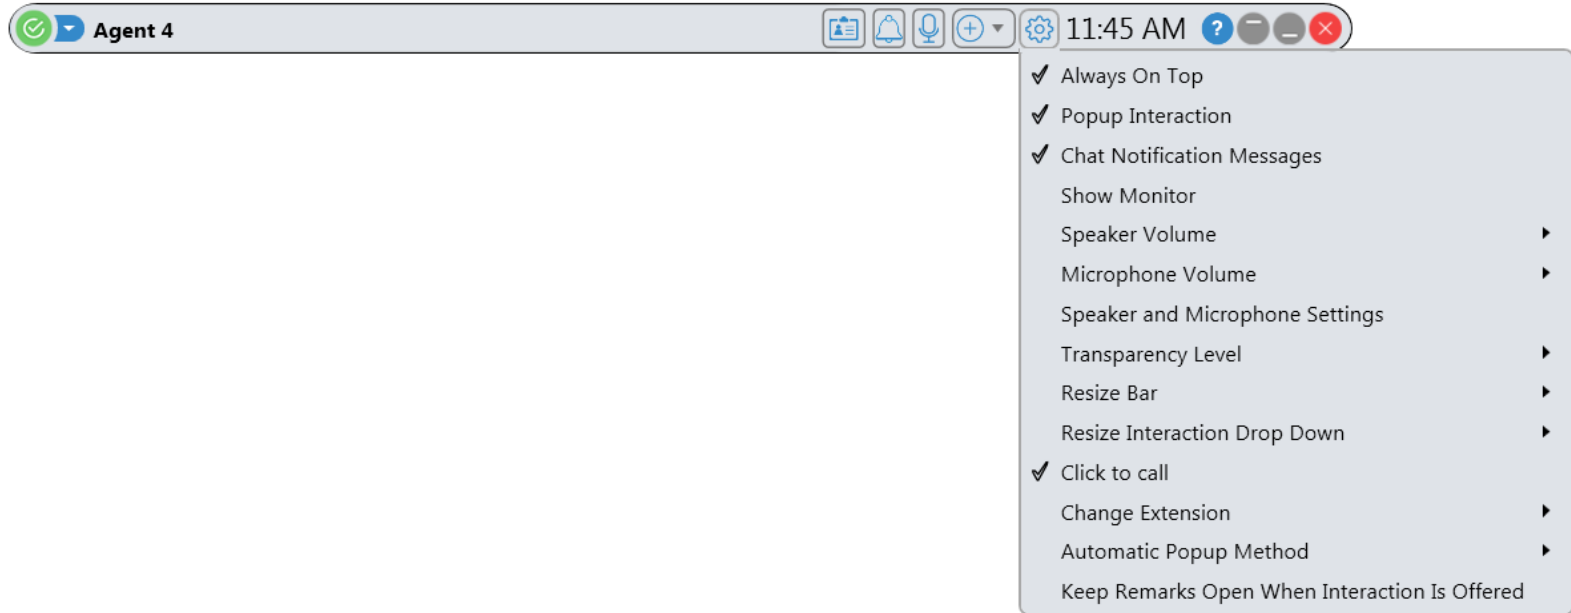 Agent 4
11:45 AM
?
Always On Top
Popup Interaction
Chat Notification Messages
Show Monitor
Speaker Volume
Microphone Volume
Speaker and Microphone Settings
Transparency Level
Resize Bar
Resize Interaction Drop Down
Click to call
Change Extension
Automatic Popup Method
Keep Remarks Open When Interaction Is Offered